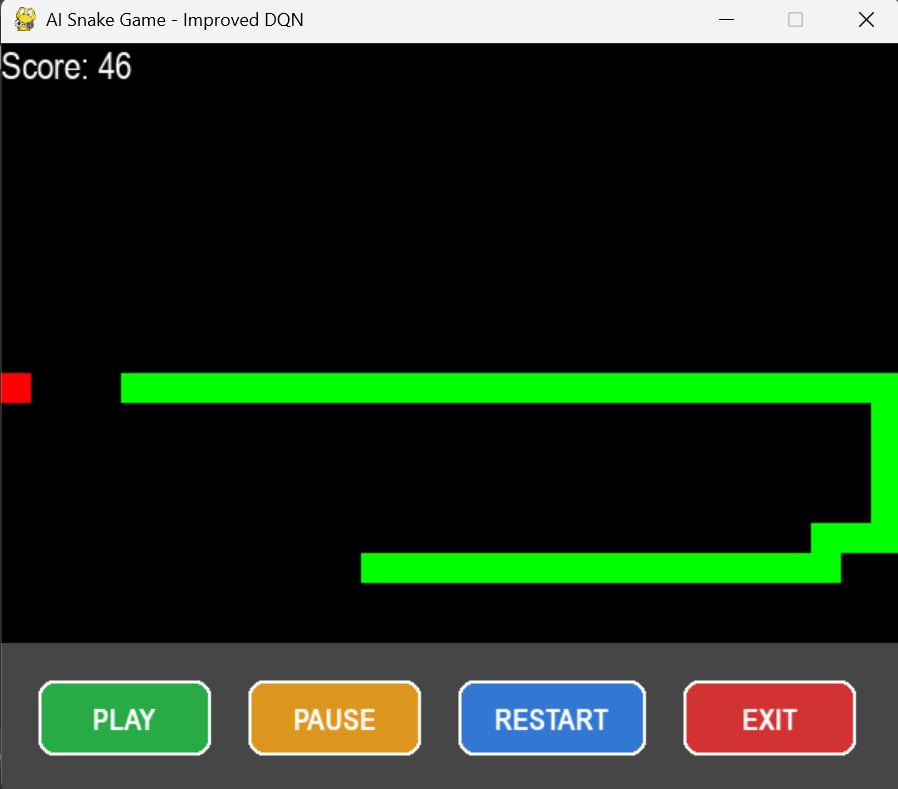 AI Snake Game - Improved DQN
Score: 46
PLAY
PAUSE
RESTART
EXIT